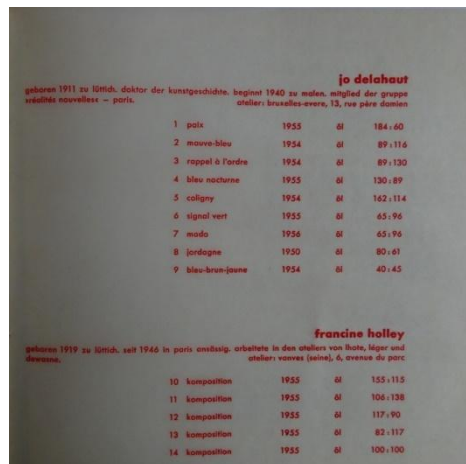 jo delahaut
geboren 1911 zu lüttich. doktor der kunstgeschichte. beginnt 1940 zu malen. mitglied der gruppe
»réalités nouvelles« – paris. atelier: bruxelles-evere, 13, rue père damien
1 paix 1955 öl 184:60
2 mauve-bleu 1954 öl 89:116
3 rappel à l'ordre 1954 öl 89:130
4 bleu nocturne 1955 öl 130:89
5 coligny 1954 öl 162:114
6 signal vert 1955 öl 65:96
7 mado 1956 öl 65:96
8 jordogne 1950 öl 80:61
9 bleu-brun-jaune 1954 öl 40:45
francine holley
geboren 1919 zu lüttich. seit 1946 in paris ansässig. arbeitete in den ateliers von lhote, léger und
dewasne. atelier: vanves (seine), 6, avenue du parc
10 komposition 1955 öl 155:115
11 komposition 1955 öl 106:138
12 komposition 1955 öl 117:90
13 komposition 1955 öl 82:117
14 komposition 1955 öl 100:100